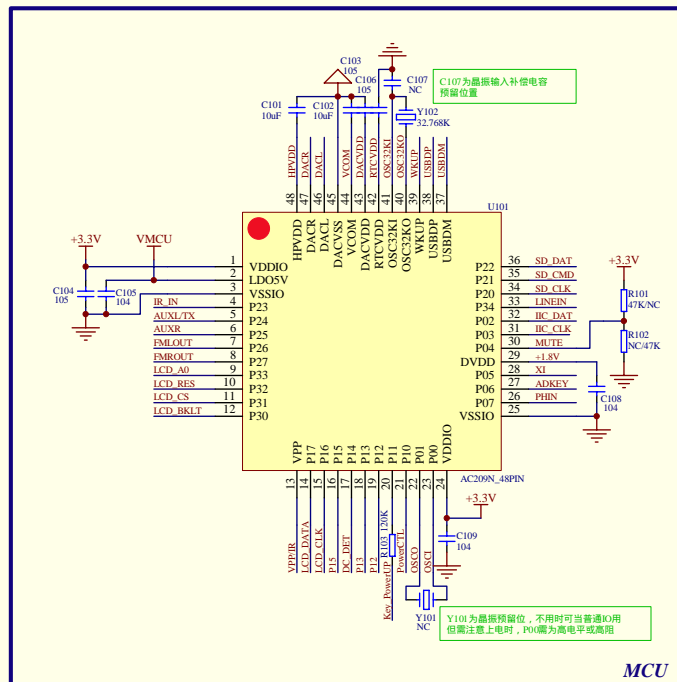 C103
105
C106
105
C107
NC
C107为晶振输入补偿电容
预留位置
C101
10uF
C102
10uF
Y102
32.768K
HPVDD
DACR
DACL
VCOM
DACVDD
RTCVDD
OSC32KI
OSC32KO
WKUP
USBDP
USBDM
48
47
46
45
44
43
42
41
40
39
38
37
U101
HPVDD
DACR
DACL
DACVSS
VCOM
DACVDD
RTCVDD
OSC32KI
OSC32KO
WKUP
USBDP
USBDM
+3.3V
VMCU
C104
105
C105
104
IR_IN
AUXL/TX
AUXR
FMLOUT
FMROUT
LCD_A0
LCD_RES
LCD_CS
LCD_BKLT
1
2
3
4
5
6
7
8
9
10
11
12
VDDIO
LDO5V
VSSIO
P23
P24
P25
P26
P27
P33
P32
P31
P30
P22
P21
P20
P34
P02
P03
P04
DVDD
P05
P06
P07
VSSIO
36
35
34
33
32
31
30
29
28
27
26
25
SD_DAT
SD_CMD
SD_CLK
LINEIN
IIC_DAT
IIC_CLK
MUTE
+1.8V
XI
ADKEY
PHIN
+3.3V
R101
47K/NC
R102
NC/47K
C108
104
VPP
P17
P16
P15
P14
P13
P12
P11
P10
P01
P00
VDDIO
AC209N_48PIN
13
14
15
16
17
18
19
20
21
22
23
24
VPP/IR
LCD_DATA
LCD_CLK
P15
DC_DET
P13
P12
R103 120K
Key_PowerUP
PowerCTL
OSCO
OSCI
+3.3V
C109
104
Y101
NC
Y101为晶振预留位，不用时可当普通IO用
但需注意上电时，P00需为高电平或高阻
MCU